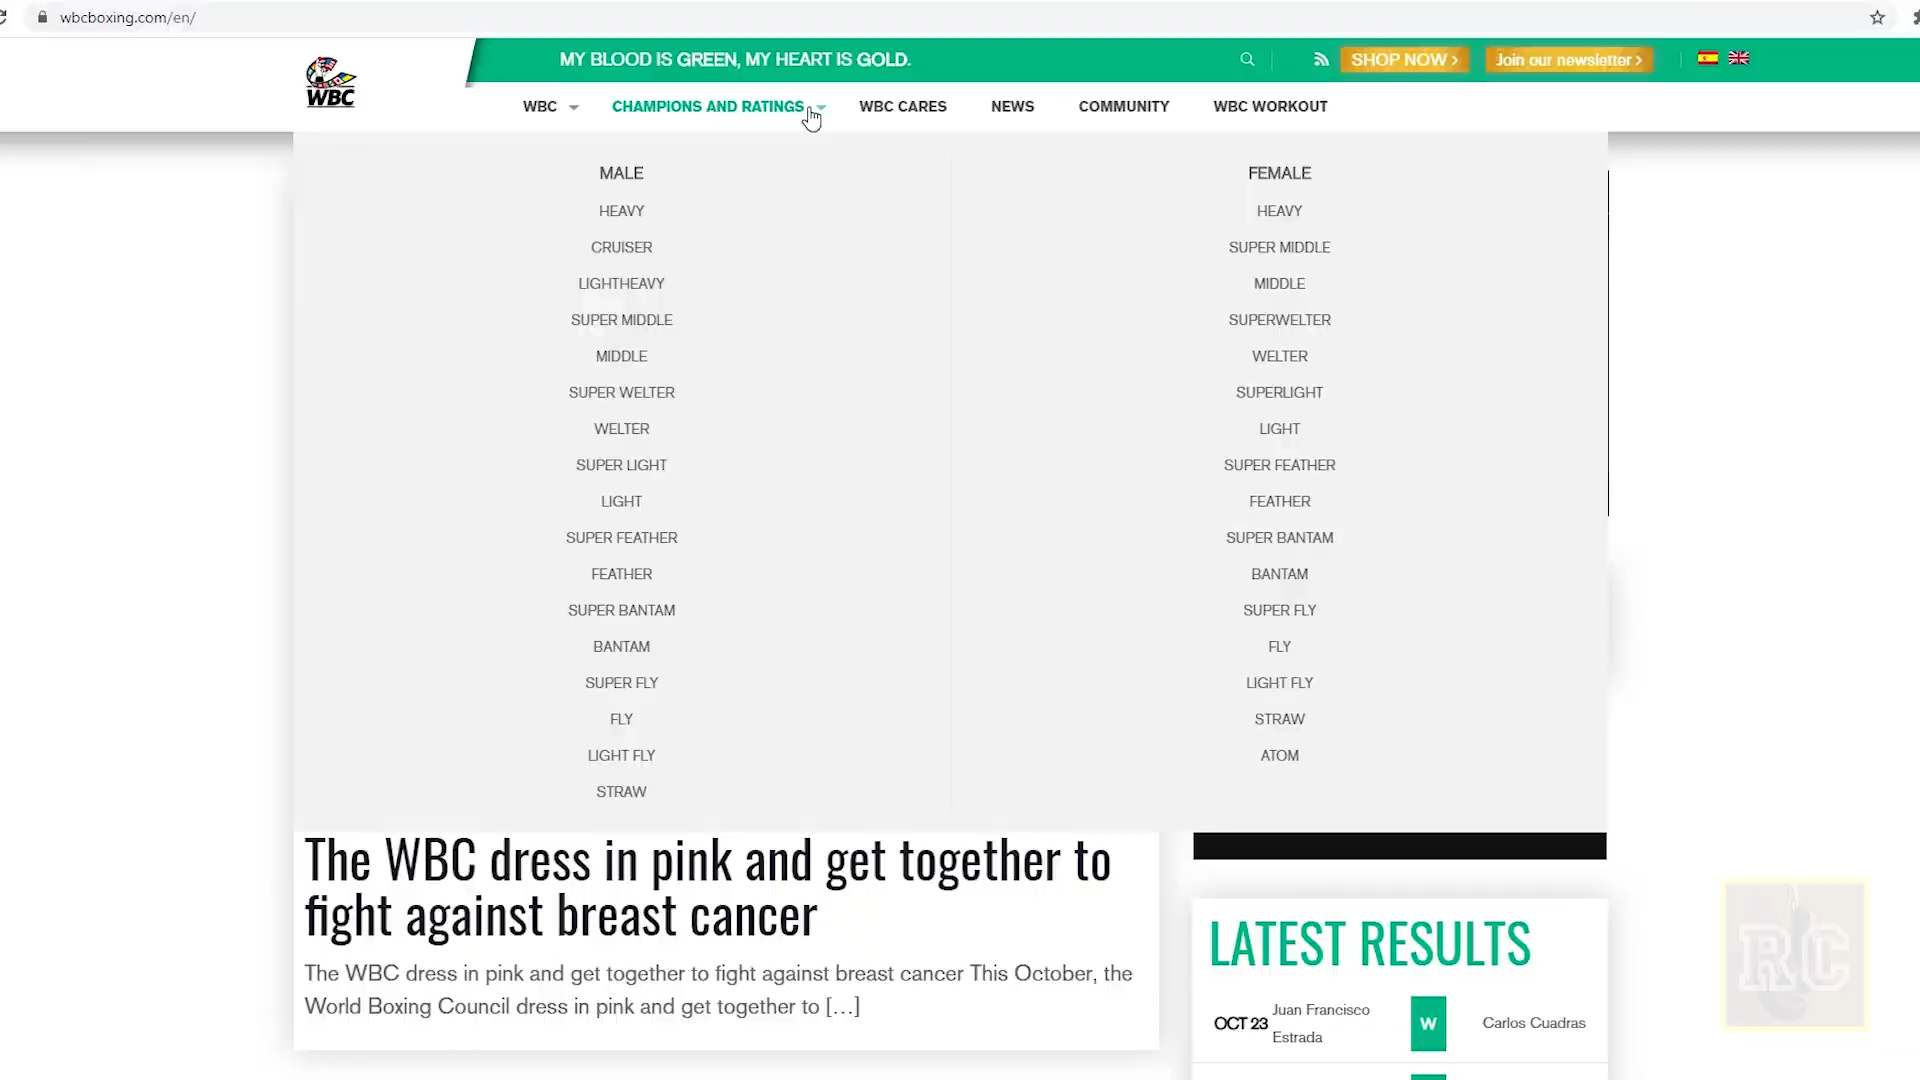 wbcboxing.com/en/
MY BLOOD IS GREEN, MY HEART IS GOLD.
SHOP NOW ›
Join our newsletter ›
WBC
WBC
CHAMPIONS AND RATINGS
WBC CARES
NEWS
COMMUNITY
WBC WORKOUT
MALE
HEAVY
CRUISER
LIGHTHEAVY
SUPER MIDDLE
MIDDLE
SUPER WELTER
WELTER
SUPER LIGHT
LIGHT
SUPER FEATHER
FEATHER
SUPER BANTAM
BANTAM
SUPER FLY
FLY
LIGHT FLY
STRAW
FEMALE
HEAVY
SUPER MIDDLE
MIDDLE
SUPERWELTER
WELTER
SUPERLIGHT
LIGHT
SUPER FEATHER
FEATHER
SUPER BANTAM
BANTAM
SUPER FLY
FLY
LIGHT FLY
STRAW
ATOM
The WBC dress in pink and get together to
fight against breast cancer
The WBC dress in pink and get together to fight against breast cancer This October, the
World Boxing Council dress in pink and get together to […]
LATEST RESULTS
OCT 23
Juan Francisco
Estrada
W
Carlos Cuadras
RC